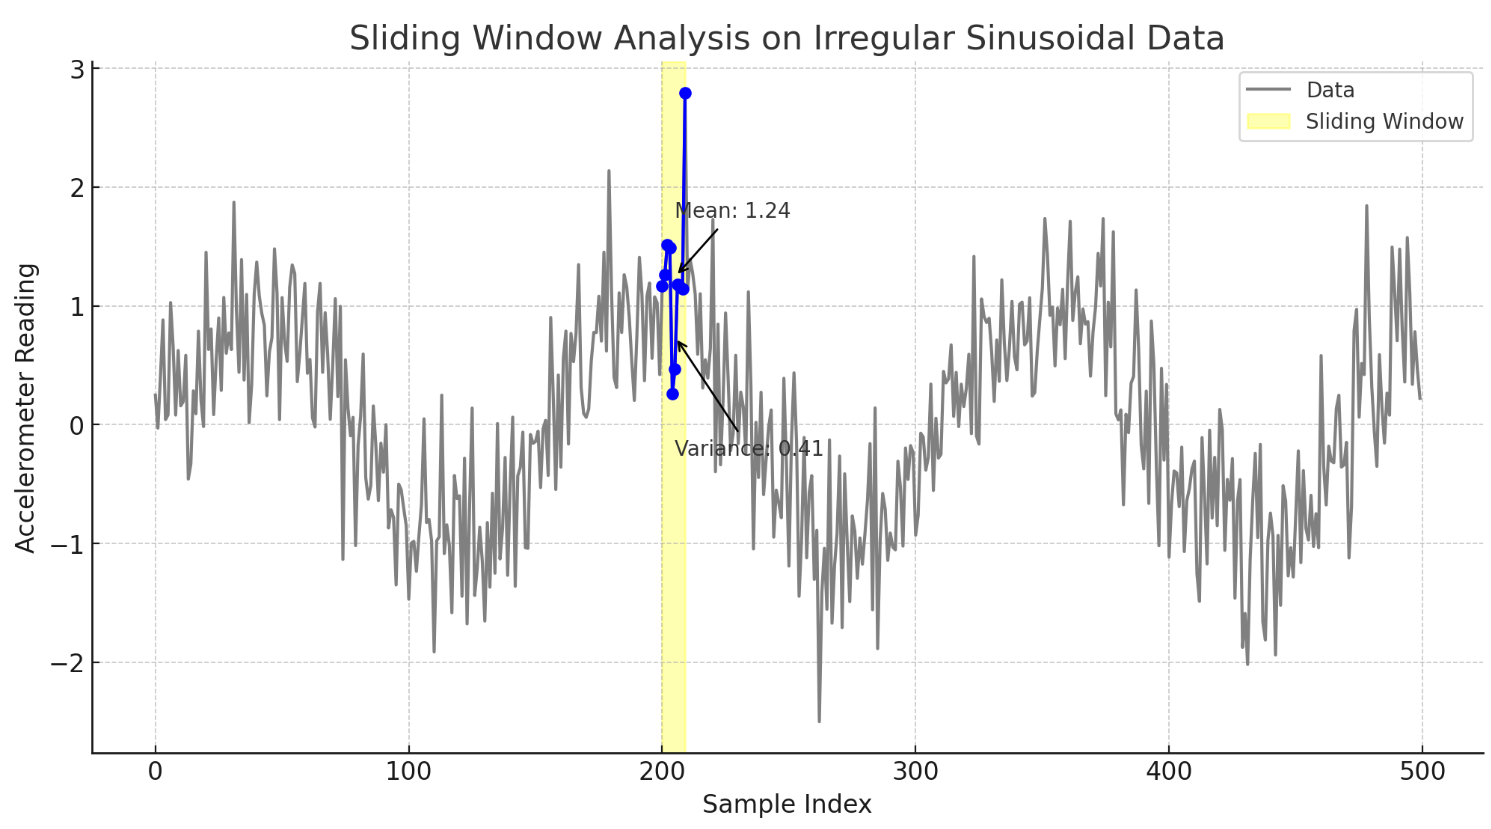 Sliding Window Analysis on Irregular Sinusoidal Data
3
2
1
0
−1
−2
Accelerometer Reading
Data
Sliding Window
Mean: 1.24
Variance: 0.41
0
100
200
300
400
500
Sample Index